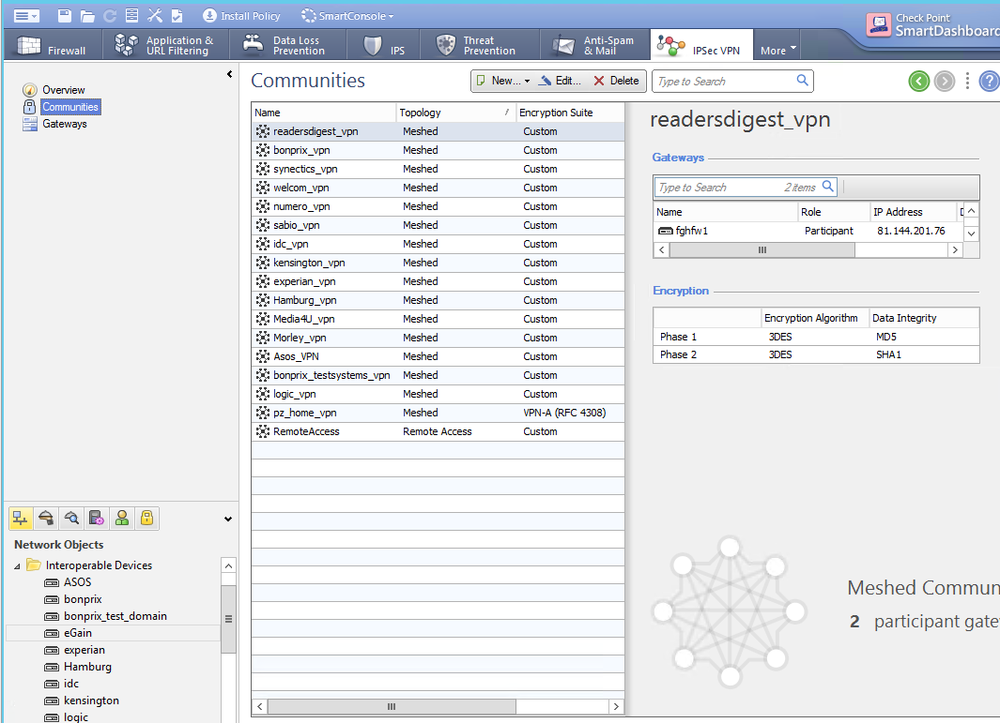 Install Policy SmartConsole
Check Point
SmartDashboard
Firewall
Application &
URL Filtering
Data Loss
Prevention
IPS
Threat
Prevention
Anti-Spam
& Mail
IPSec VPN
More
Overview
Communities
Gateways
Communities
New... Edit... Delete
Type to Search
Name Topology Encryption Suite
readersdigest_vpn Meshed Custom
bonprix_vpn Meshed Custom
synectics_vpn Meshed Custom
welcom_vpn Meshed Custom
numero_vpn Meshed Custom
sabio_vpn Meshed Custom
idc_vpn Meshed Custom
kensington_vpn Meshed Custom
experian_vpn Meshed Custom
Hamburg_vpn Meshed Custom
Media4U_vpn Meshed Custom
Morley_vpn Meshed Custom
Asos_VPN Meshed Custom
bonprix_testsystems_vpn Meshed Custom
logic_vpn Meshed Custom
pz_home_vpn Meshed VPN-A (RFC 4308)
RemoteAccess Remote Access Custom
readersdigest_vpn
Gateways
Type to Search 2 items
Name Role IP Address
fghfw1 Participant 81.144.201.76
Encryption
Encryption Algorithm Data Integrity
Phase 1 3DES MD5
Phase 2 3DES SHA1
Meshed Commun
2 participant gate
Network Objects
Interoperable Devices
ASOS
bonprix
bonprix_test_domain
eGain
experian
Hamburg
idc
kensington
logic